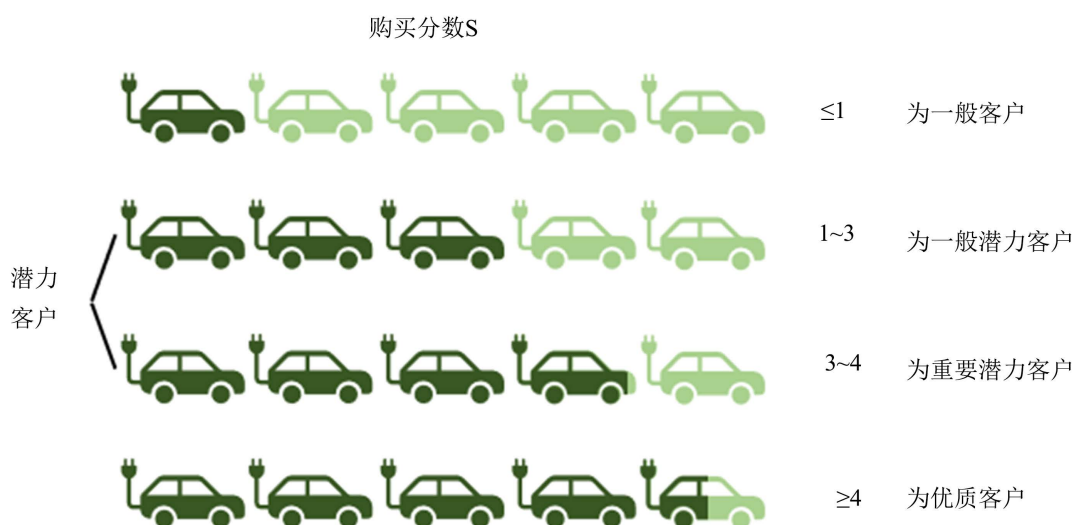 购买分数S
≤1 为一般客户
1~3 为一般潜力客户
潜力
客户
3~4 为重要潜力客户
≥4 为优质客户